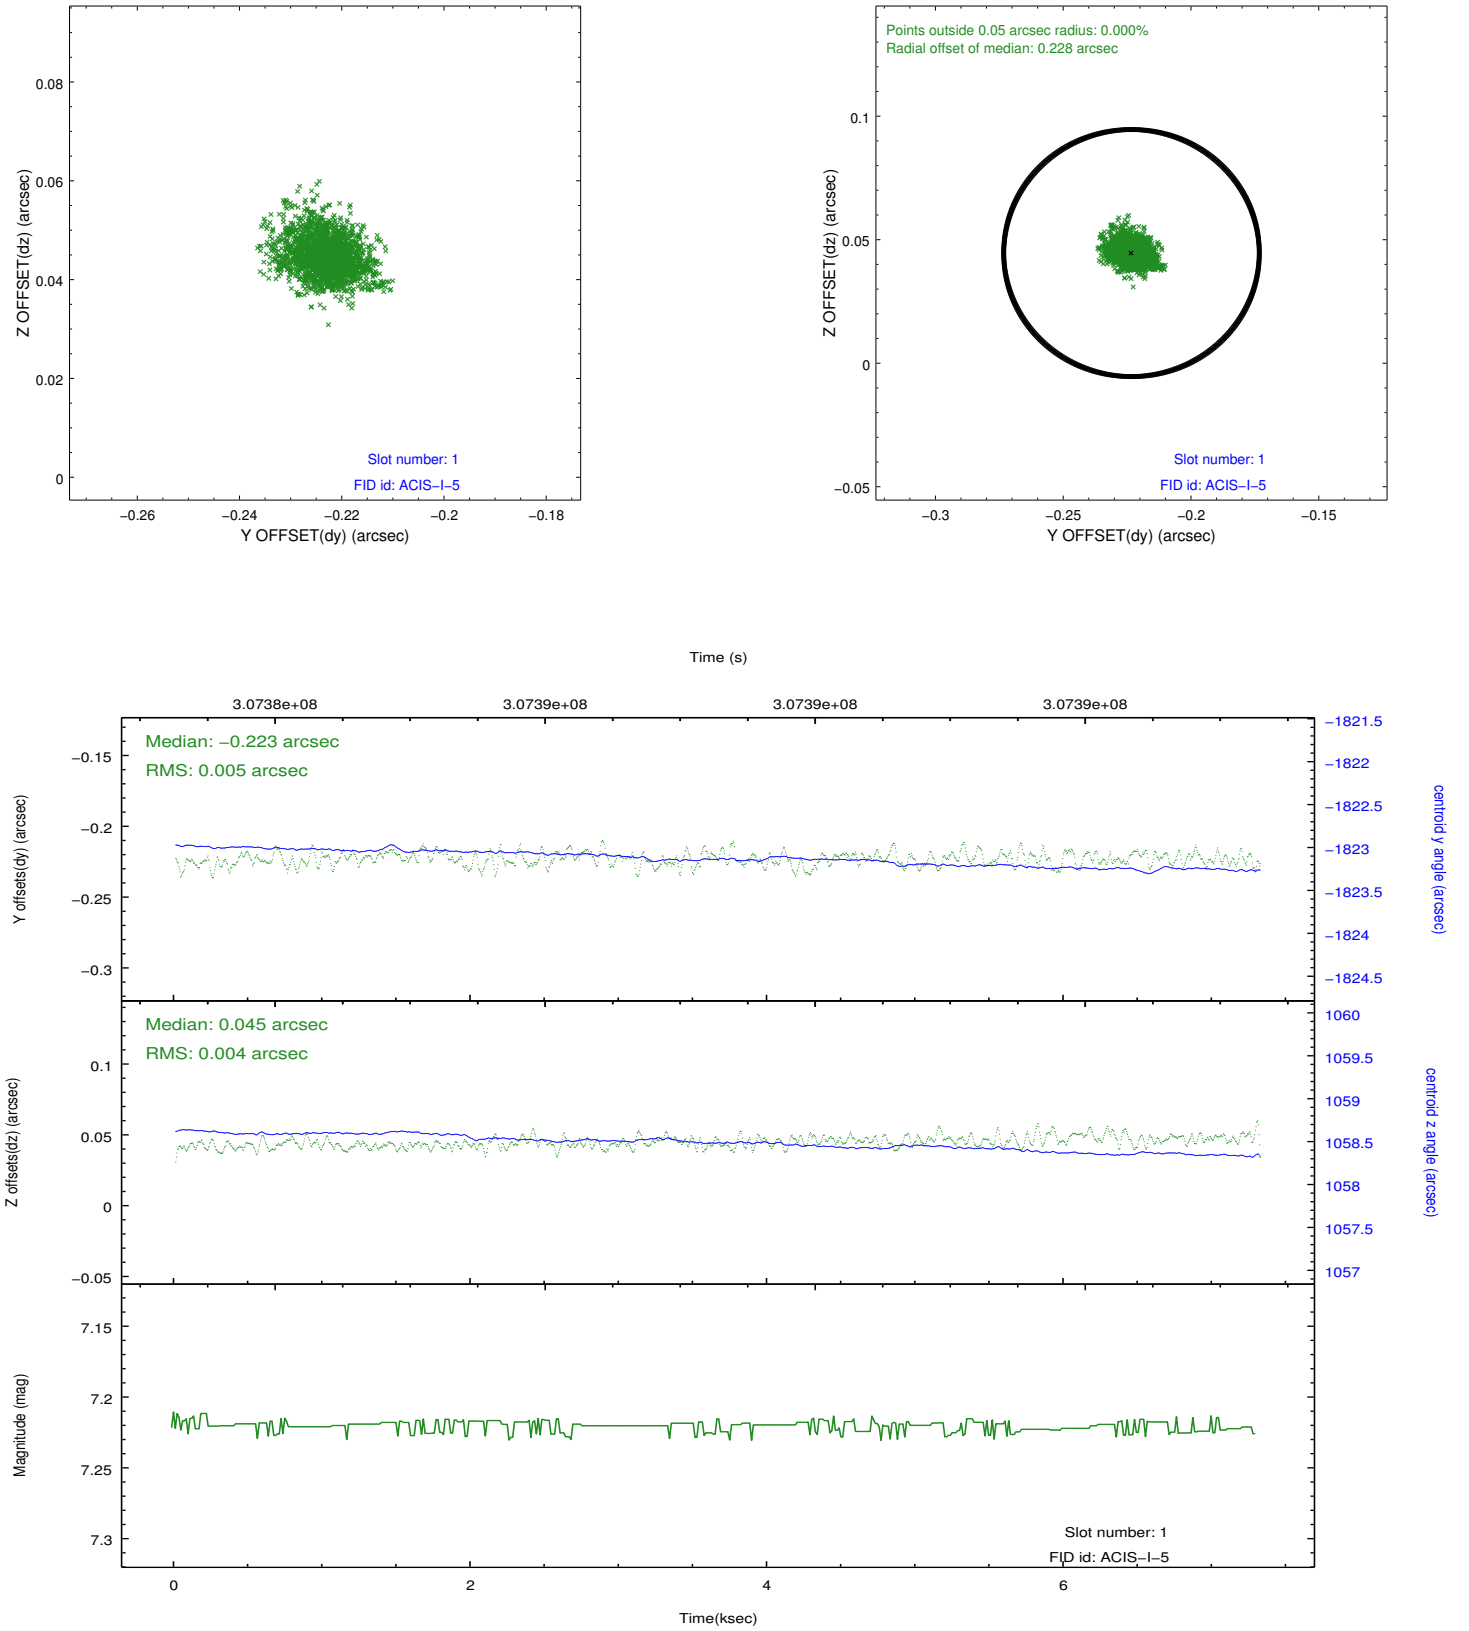 0.08
0.06
0.04
0.02
0
Z OFFSET(dz) (arcsec)
Slot number: 1
FID id: ACIS−I−5
−0.26
−0.24
−0.22
−0.2
−0.18
Y OFFSET(dy) (arcsec)
Points outside 0.05 arcsec radius: 0.000%
Radial offset of median: 0.228 arcsec
0.1
0.05
0
−0.05
Z OFFSET(dz) (arcsec)
Slot number: 1
FID id: ACIS−I−5
−0.3
−0.25
−0.2
−0.15
Y OFFSET(dy) (arcsec)
Time (s)
3.0738e+08
3.0739e+08
3.0739e+08
3.0739e+08
Median: −0.223 arcsec
RMS: 0.005 arcsec
−0.15
−0.2
−0.25
−0.3
Y offsets(dy) (arcsec)
−1821.5
−1822
−1822.5
−1823
−1823.5
−1824
−1824.5
centroid y angle (arcsec)
Median: 0.045 arcsec
RMS: 0.004 arcsec
0.1
0.05
0
−0.05
Z offsets(dz) (arcsec)
1060
1059.5
1059
1058.5
1058
1057.5
1057
centroid z angle (arcsec)
7.15
7.2
7.25
7.3
Magnitude (mag)
Slot number: 1
FID id: ACIS−I−5
0
2
4
6
Time(ksec)